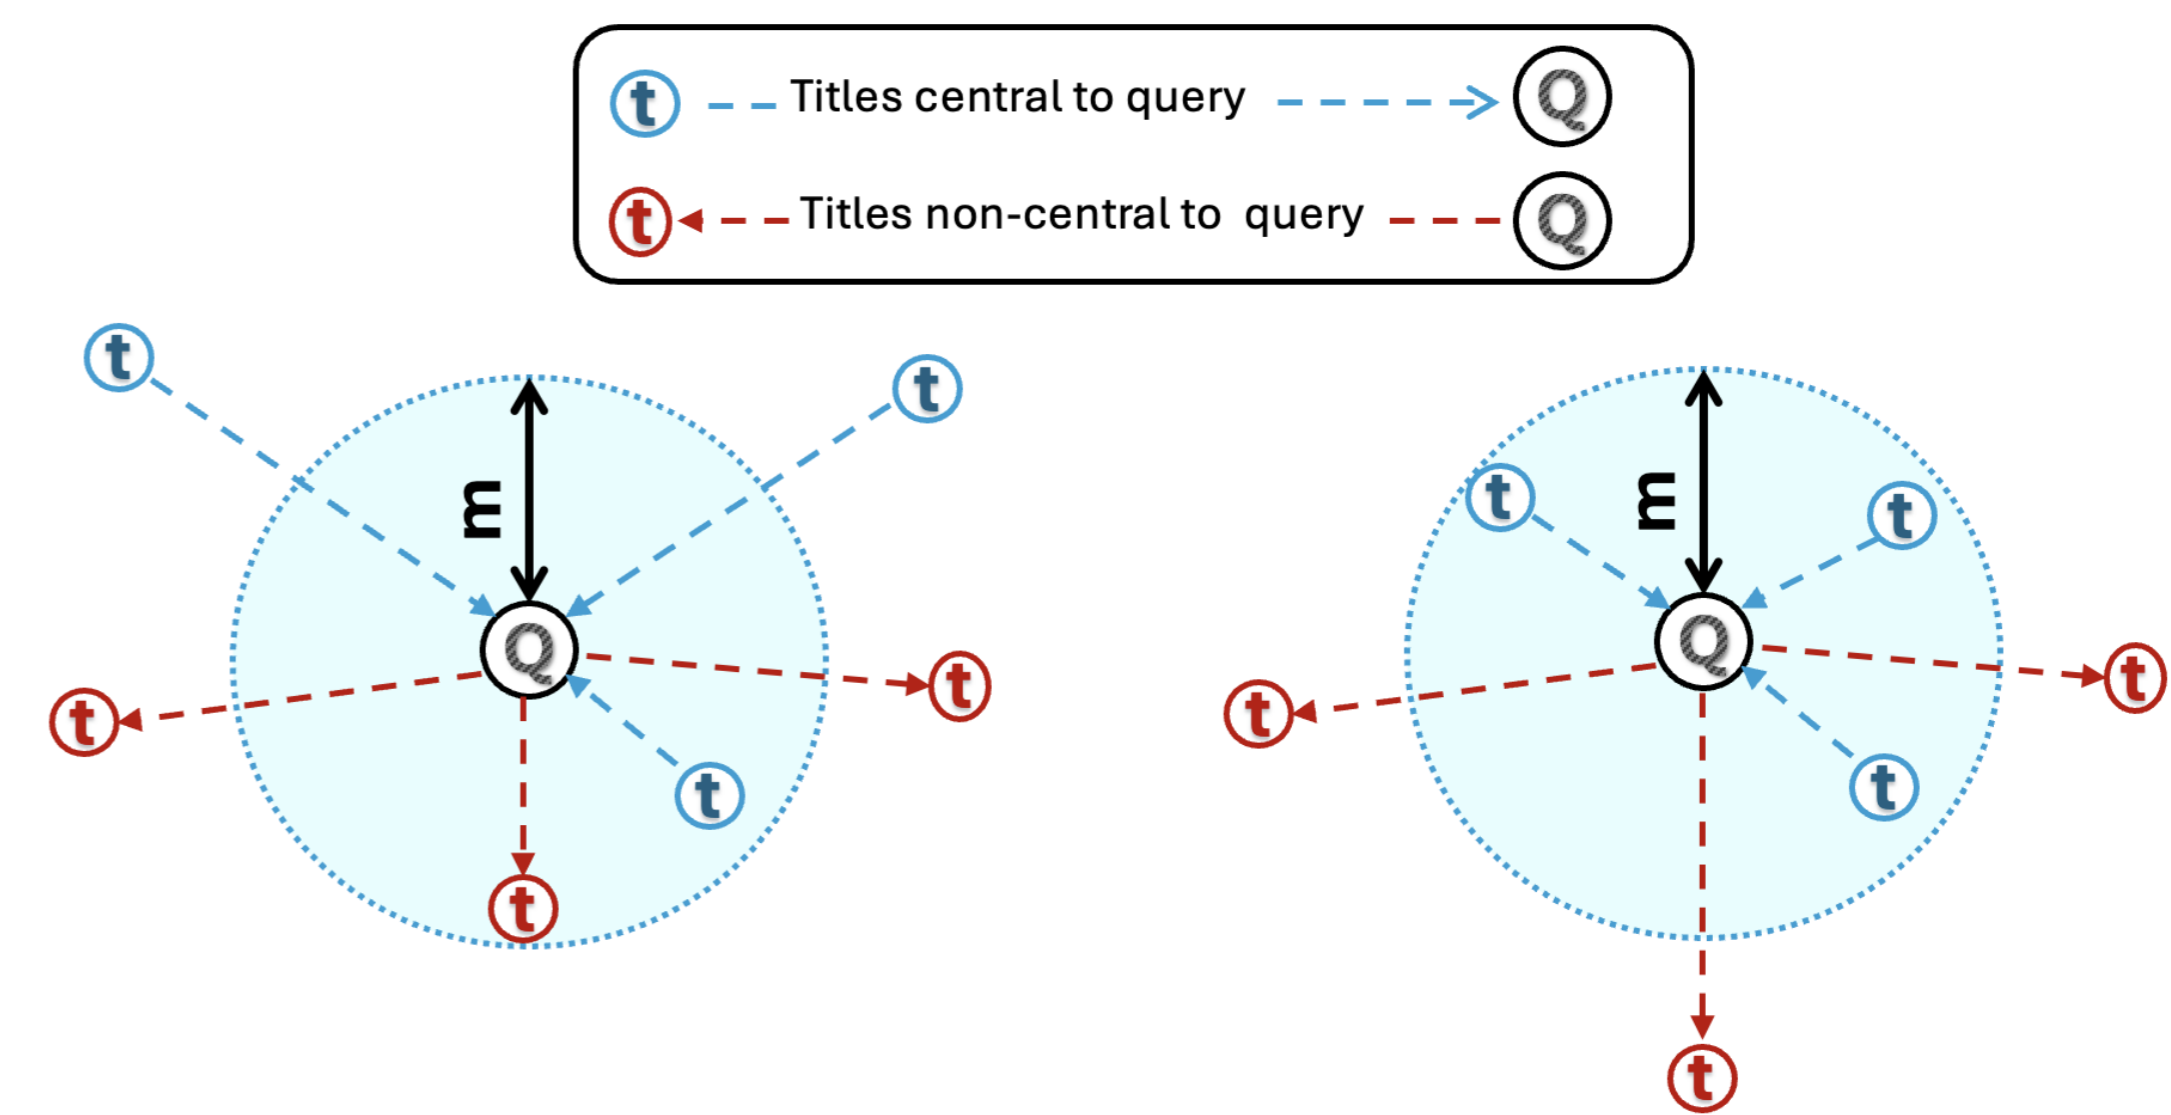 t Titles central to query Q
t Titles non-central to query Q
t t t
m m
t t
Q Q
t t t t
t t
t
t